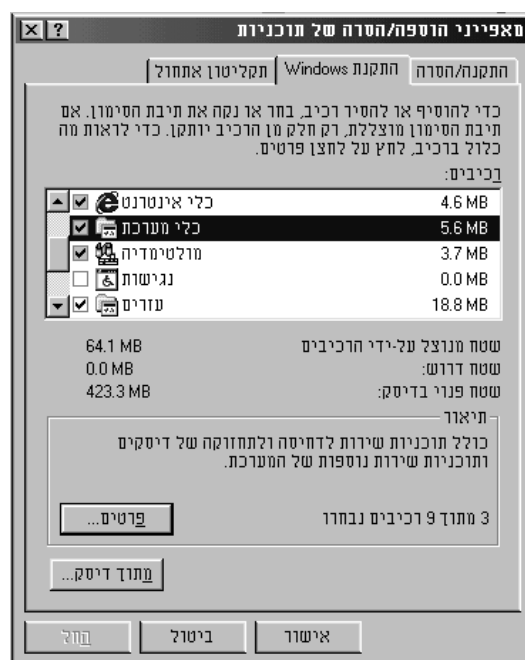 מאפייני הוספה/הסרה של תוכניות
התקנה/הסרה
התקנת Windows
תקליטון אתחול
כדי להוסיף או להסיר רכיב, בחר או נקה את תיבת הסימון. אם
תיבת הסימון מוצללת, רק חלק מן הרכיב יותקן. כדי לראות מה
כלול ברכיב, לחץ על לחצן פרטים.
רכיבים:
כלי אינטרנט 4.6 MB
כלי מערכת 5.6 MB
מולטימדיה 3.7 MB
נגישות 0.0 MB
עזרים 18.8 MB
שטח מנוצל על-ידי הרכיבים 64.1 MB
שטח דרוש: 0.0 MB
שטח פנוי בדיסק: 423.3 MB
תיאור
כולל תוכניות שירות לדחיסה ולתחזוקה של דיסקים
ותוכניות שירות נוספות של המערכת.
3 מתוך 9 רכיבים נבחרו
פרטים...
מתוך דיסק...
אישור
ביטול
החל